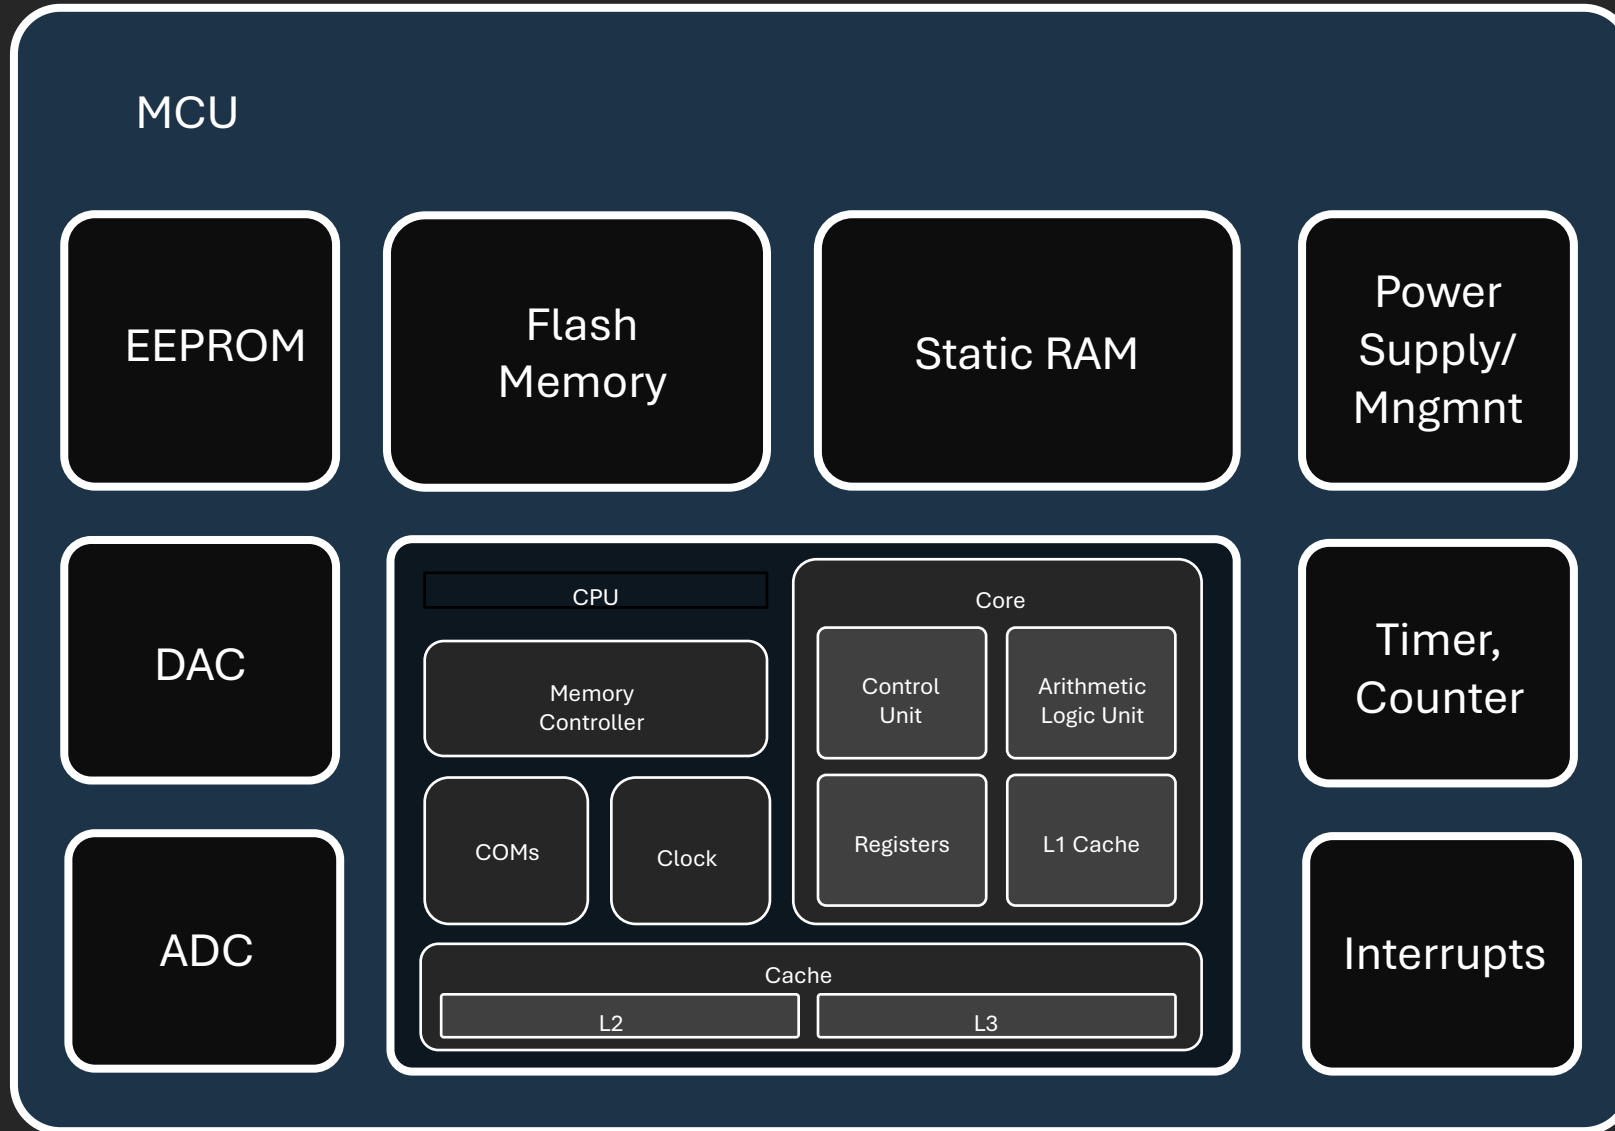 MCU
EEPROM
Flash
Memory
Static RAM
Power
Supply/
Mngmnt
DAC
CPU
Memory
Controller
COMs
Clock
Core
Control
Unit
Arithmetic
Logic Unit
Registers
L1 Cache
Cache
L2
L3
Timer,
Counter
ADC
Interrupts